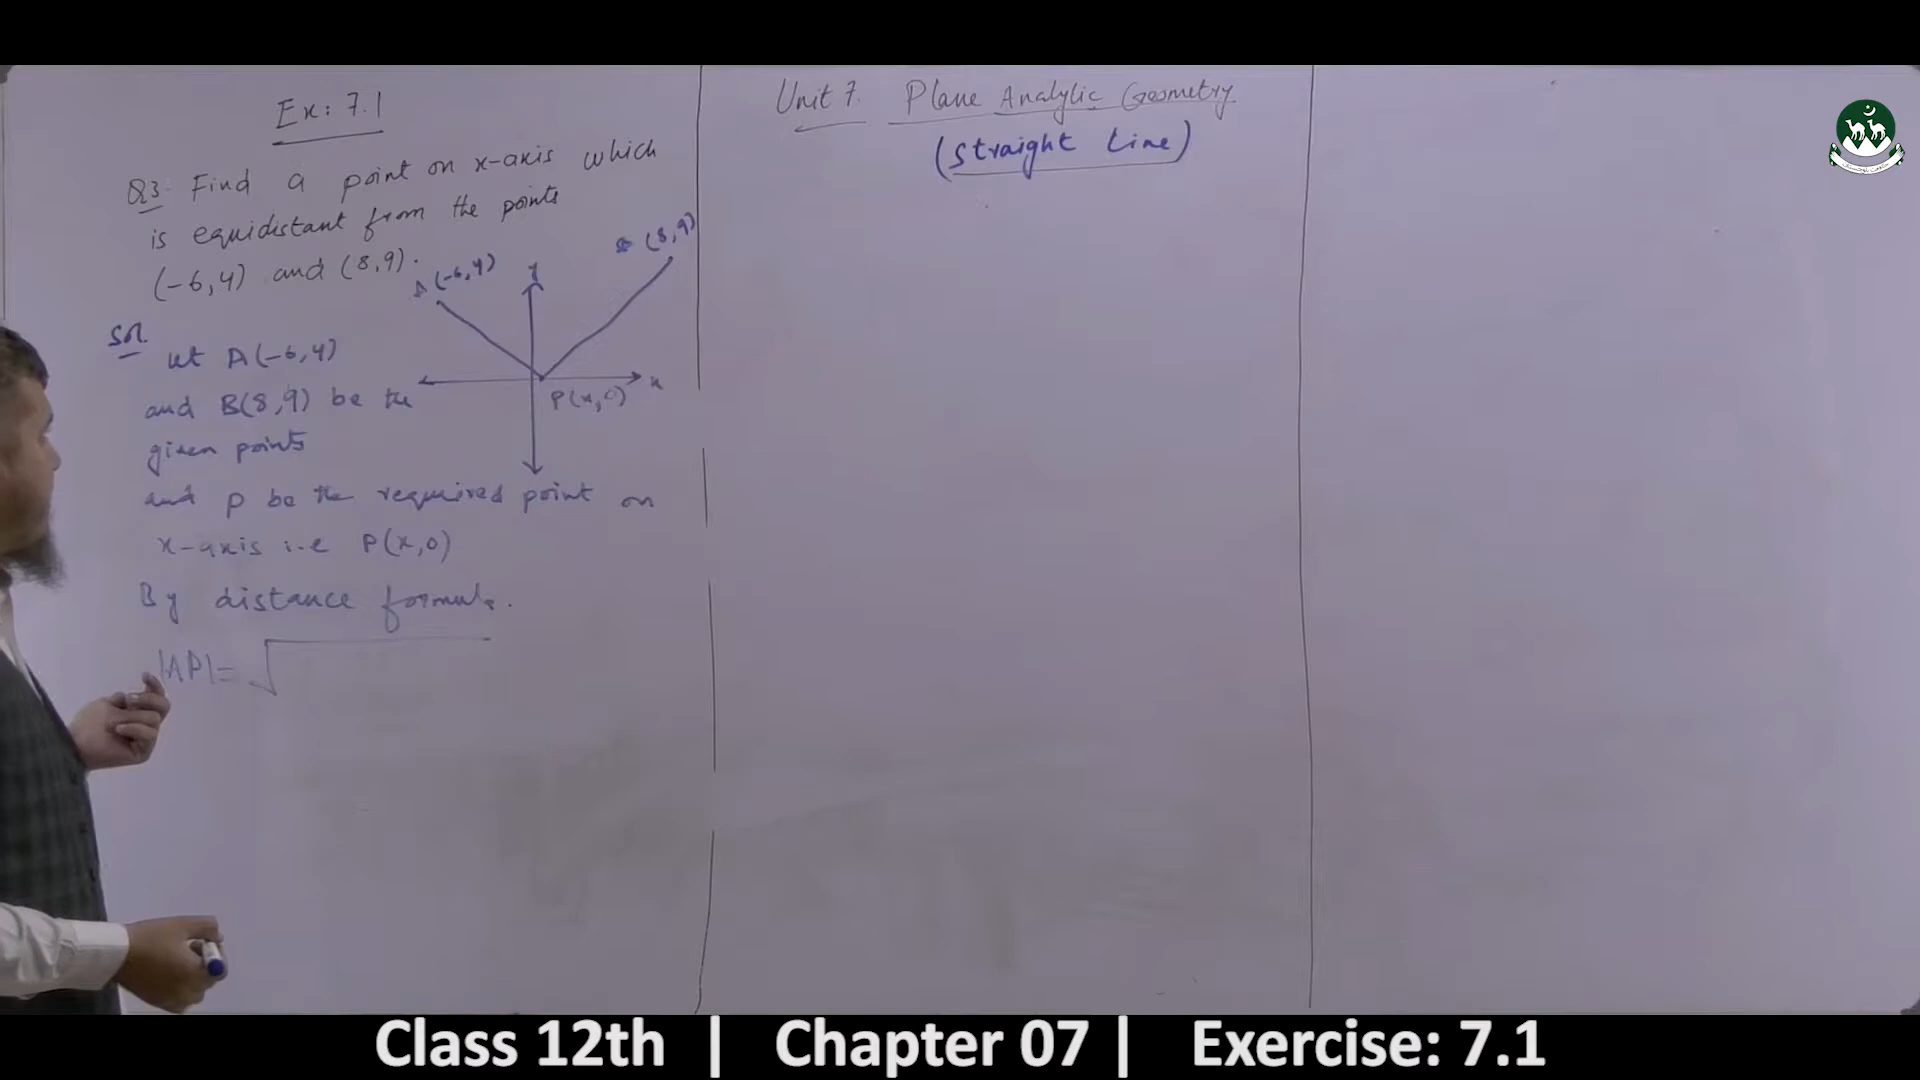 Ex: 7.1
Q3: Find a point on x-axis which
is equidistant from the points
(-6,4) and (8,9).
A (-6,4)
B (8,9)
y
x
P(x,0)
Sol.
let A(-6,4)
and B(8,9) be the
given points
and P be the required point on
x-axis i.e P(x,0)
By distance formula.
|AP|= √
Unit 7. Plane Analytic Geometry
(Straight Line)
Class 12th | Chapter 07 | Exercise: 7.1